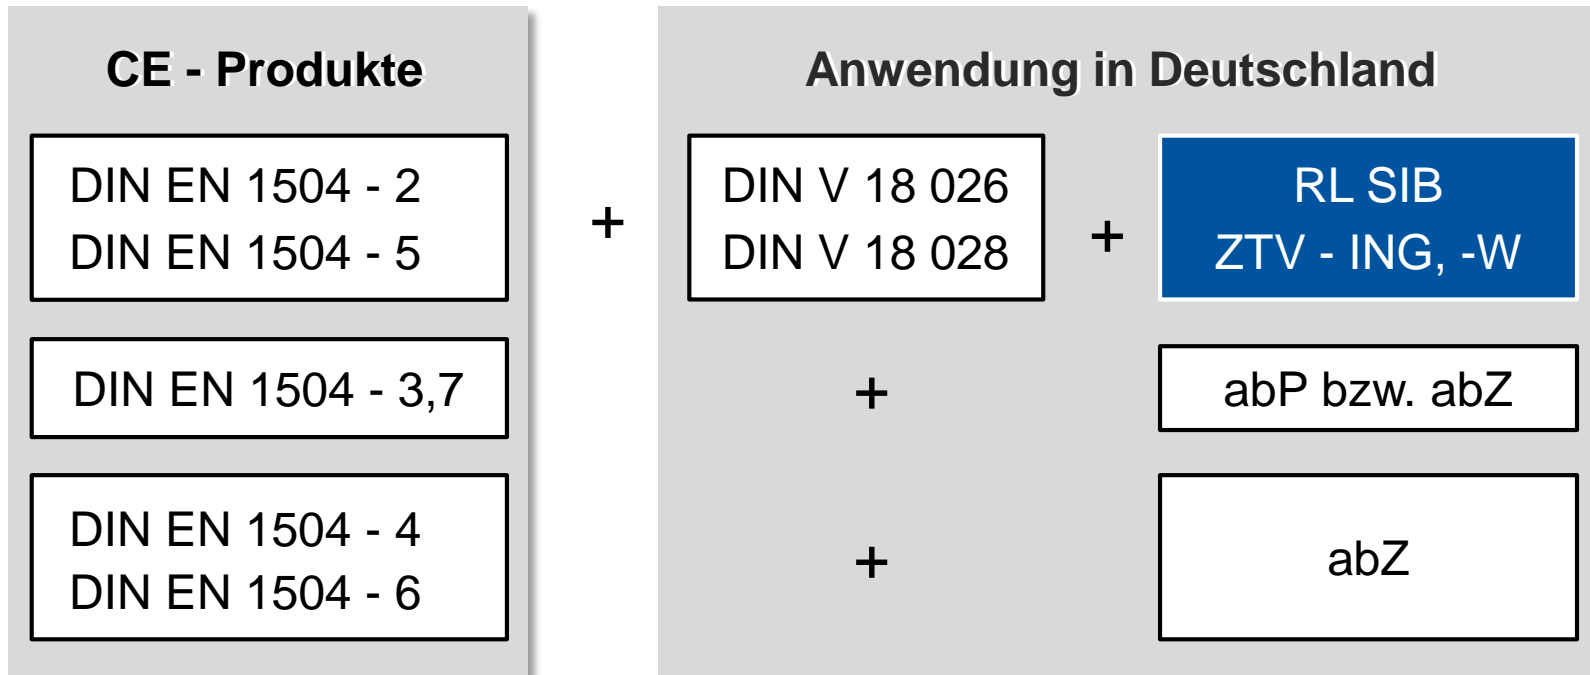 CE - Produkte
DIN EN 1504 - 2
DIN EN 1504 - 5
DIN EN 1504 - 3,7
DIN EN 1504 - 4
DIN EN 1504 - 6
+
Anwendung in Deutschland
DIN V 18 026
DIN V 18 028
+
RL SIB
ZTV - ING, -W
+
abP bzw. abZ
+
abZ